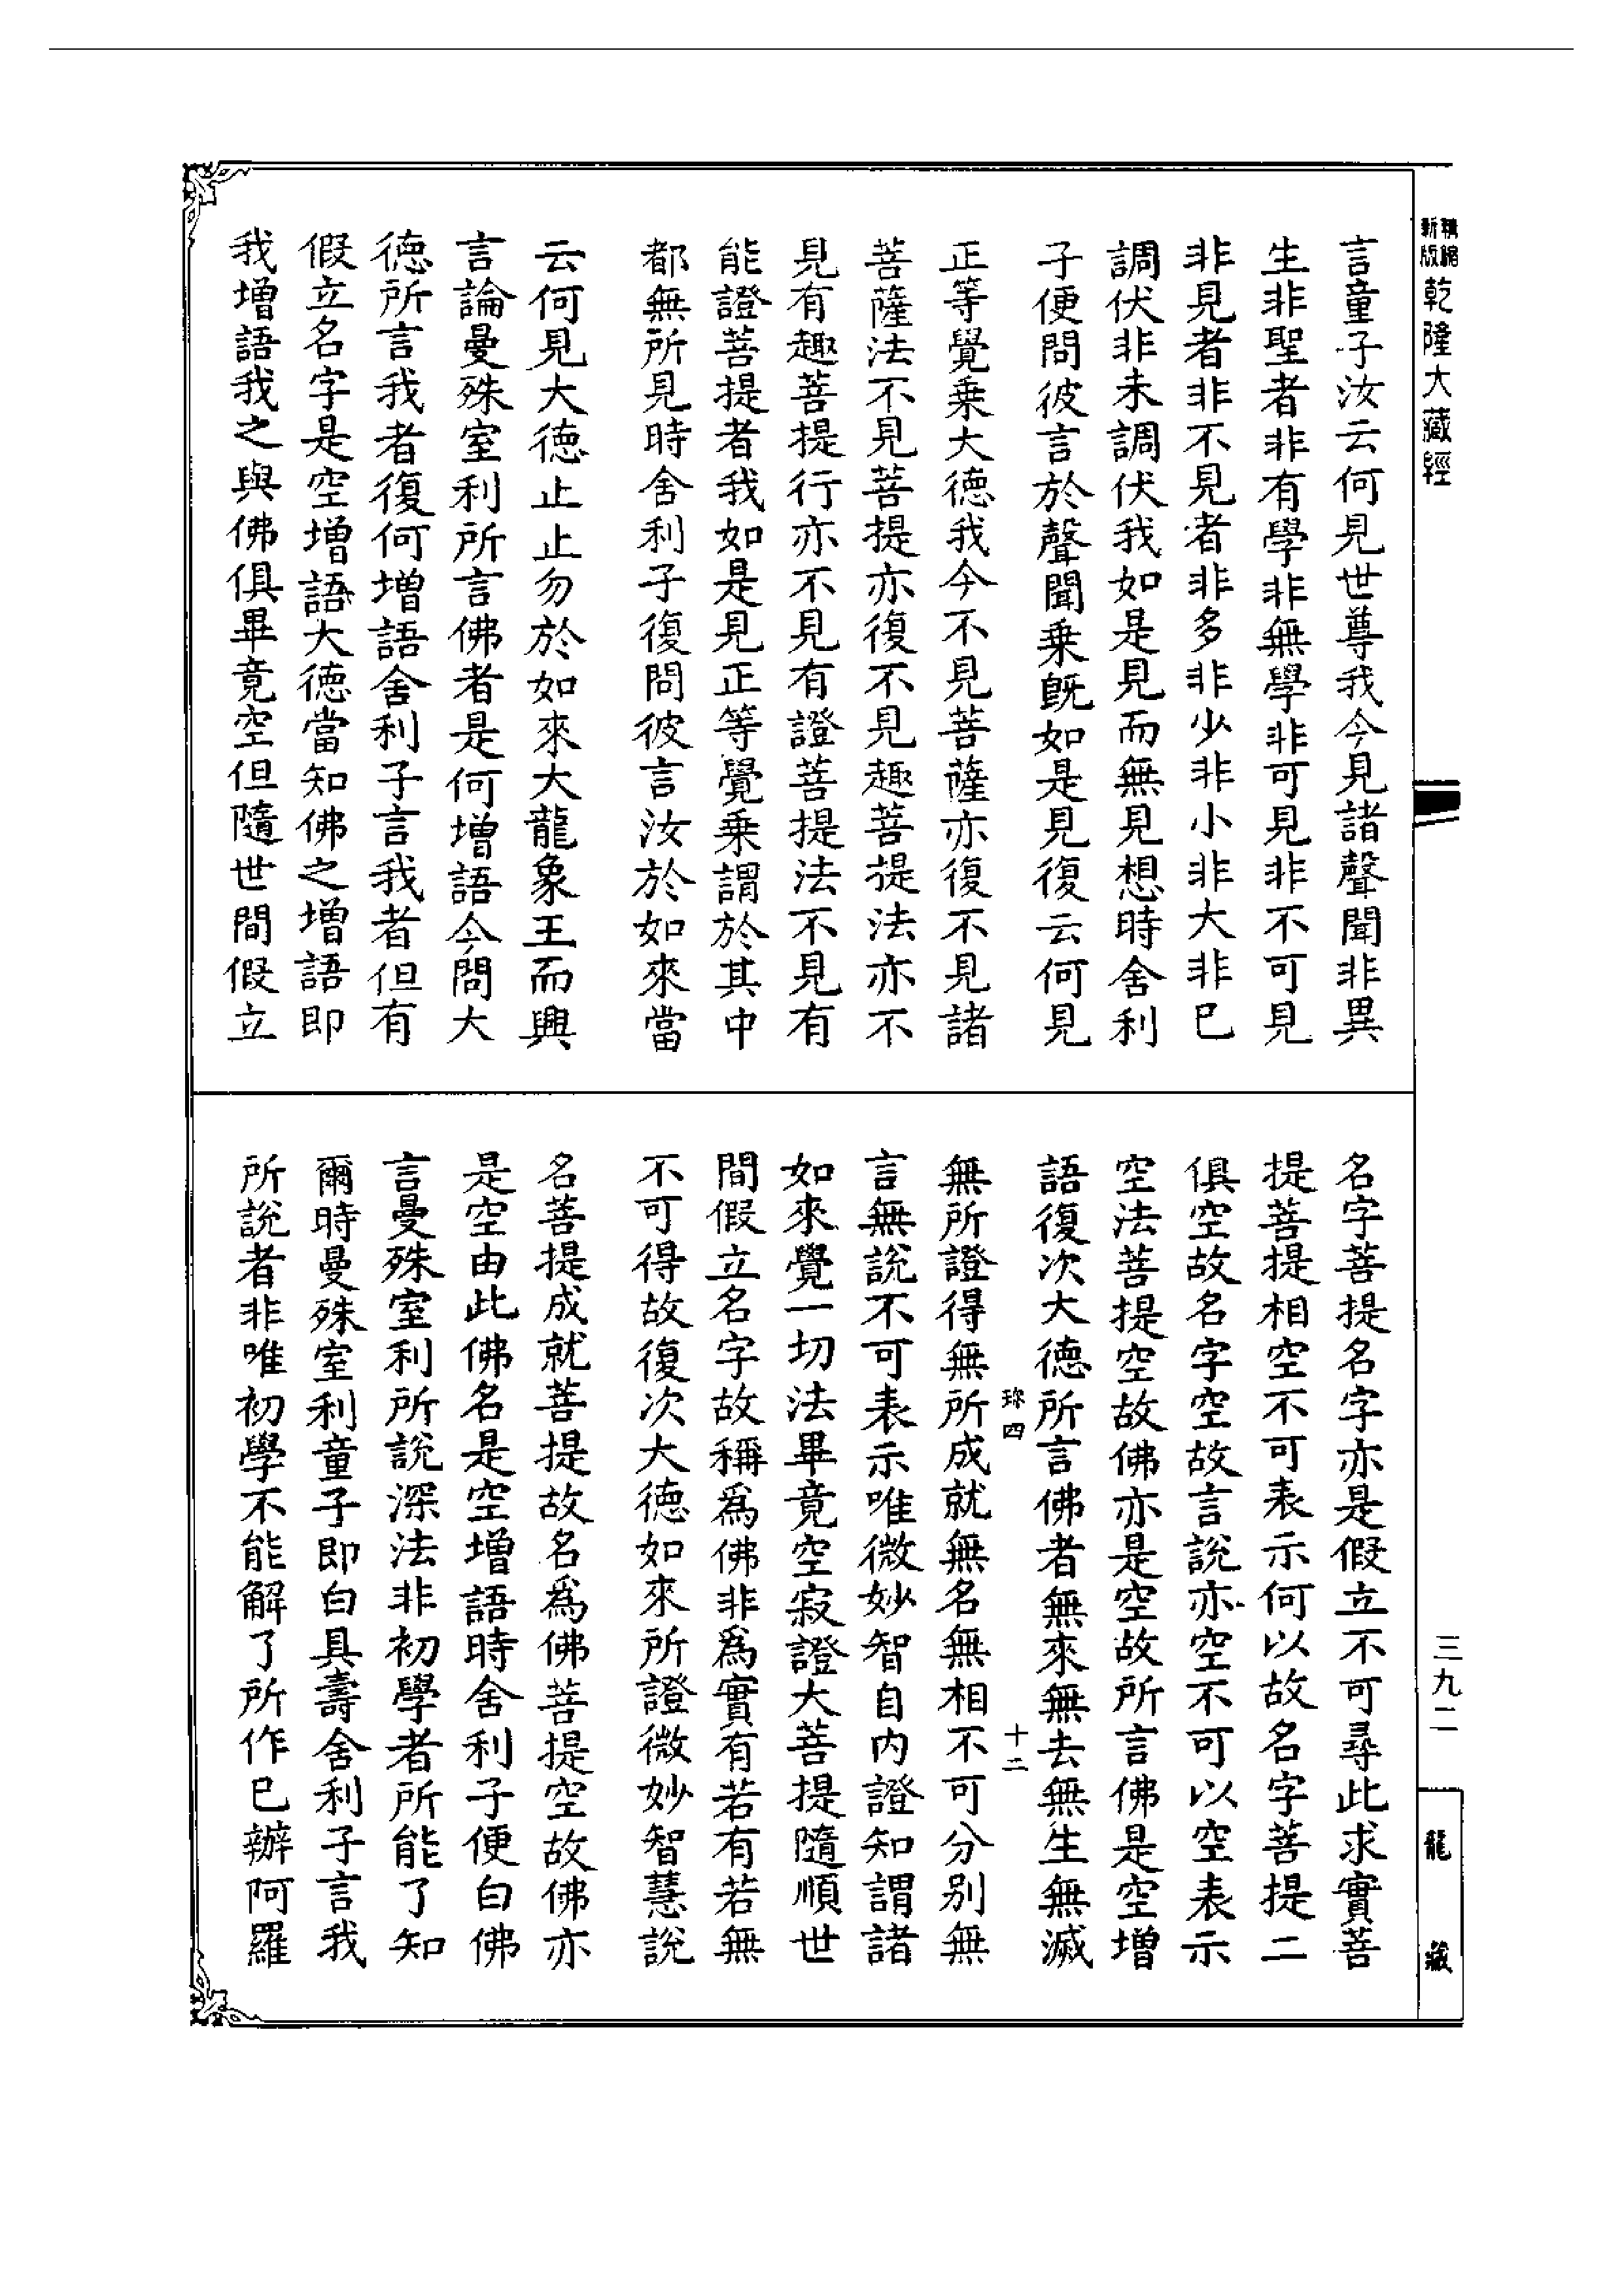 新版精縮乾隆大藏經
言童子汝云何見世尊我今見諸聲聞非異
生非聖者非有學非無學非可見非不可見
非見者非不見者非多非少非小非大非已
調伏非未調伏我如是見而無見想時舍利
子便問彼言於聲聞乗旣如是見復云何見
正等覺乗大德我今不見菩薩亦復不見諸
菩薩法不見菩提亦復不見趣菩提法亦不
見有趣菩提行亦不見有證菩提法不見有
能證菩提者我如是見正等覺乗謂於其中
都無所見時舍利子復問彼言汝於如來當
云何見大德止止勿於如來大龍象王而興
言論曼殊室利所言佛者是何增語今問大
德所言我者復何增語舍利子言我者但有
假立名字是空增語大德當知佛之增語即
我增語我之與佛俱畢竟空但隨世間假立
名字菩提名字亦是假立不可尋此求實菩
提菩提相空不可表示何以故名字菩提二
俱空故名字空故言說亦空不可以空表示
空法菩提空故佛亦是空故所言佛是空增
語復次大德所言佛者無來無去無生無滅
無所證得無所成就無名無相不可分別無
言無說不可表示唯微妙智自內證知謂諸
如來覺一切法畢竟空寂證大菩提隨順世
間假立名字故稱爲佛非爲實有若有若無
不可得故復次大德如來所證微妙智慧說
名菩提成就菩提故名爲佛菩提空故佛亦
是空由此佛名是空增語時舍利子便白佛
言曼殊室利所說深法非初學者所能了知
爾時曼殊室利童子即白具壽舍利子言我
所說者非唯初學不能解了所作已辦阿羅
珍四
十二
三九二
龍藏